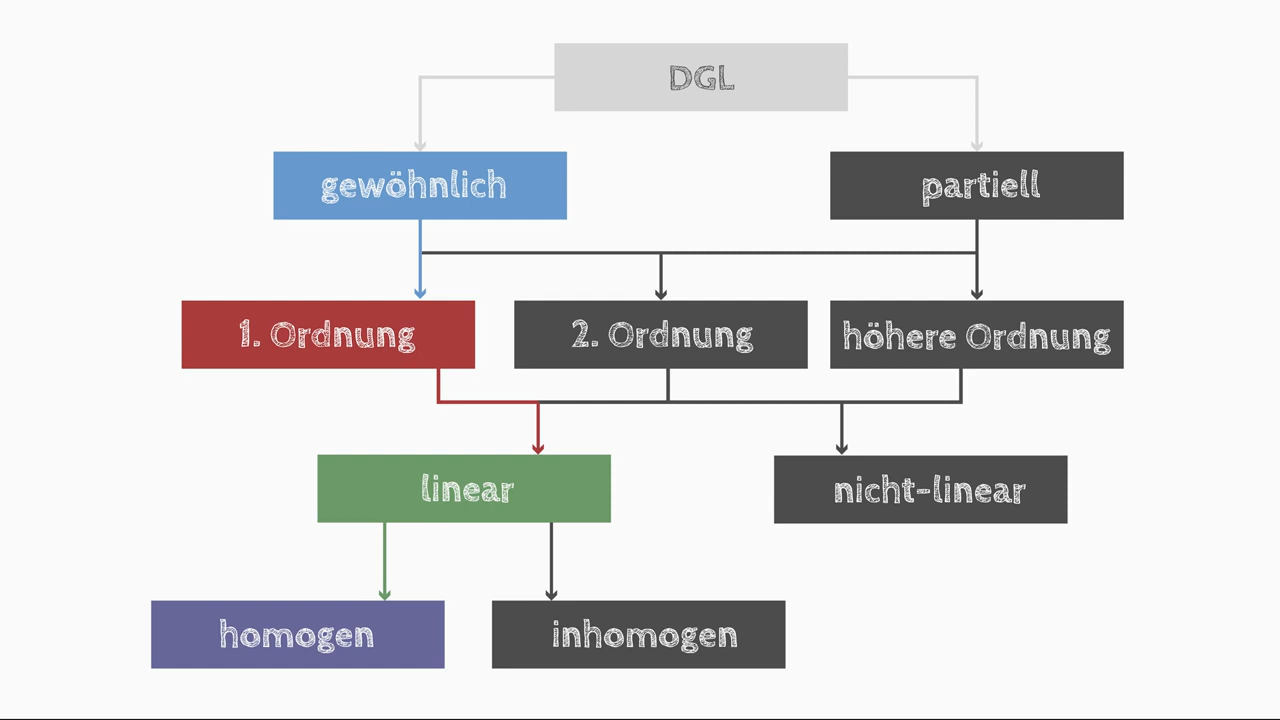 DGL
gewöhnlich
partiell
1. Ordnung
2. Ordnung
höhere Ordnung
linear
nicht-linear
homogen
inhomogen